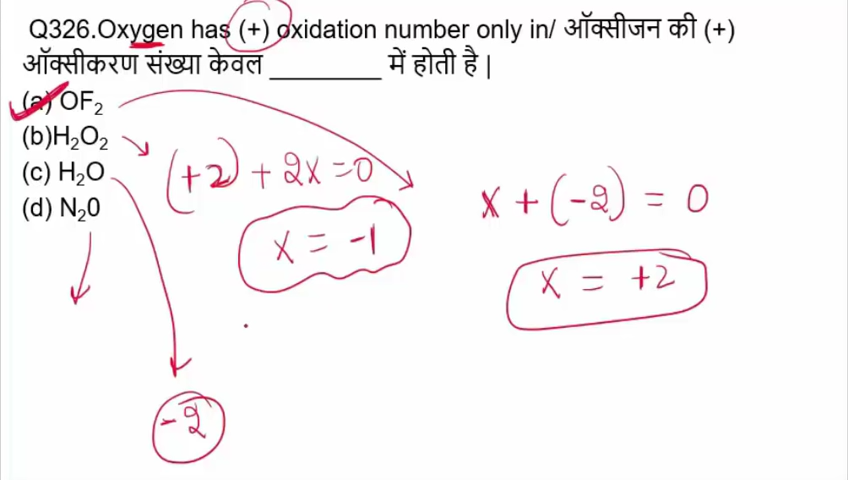 Q326.Oxygen has (+) oxidation number only in/ ऑक्सीजन की (+)
ऑक्सीकरण संख्या केवल ________ में होती है |
(a) OF₂
(b)H₂O₂
(c) H₂O
(d) N₂0
(+2) + 2x = 0
x = -1
x + (-2) = 0
x = +2
-2